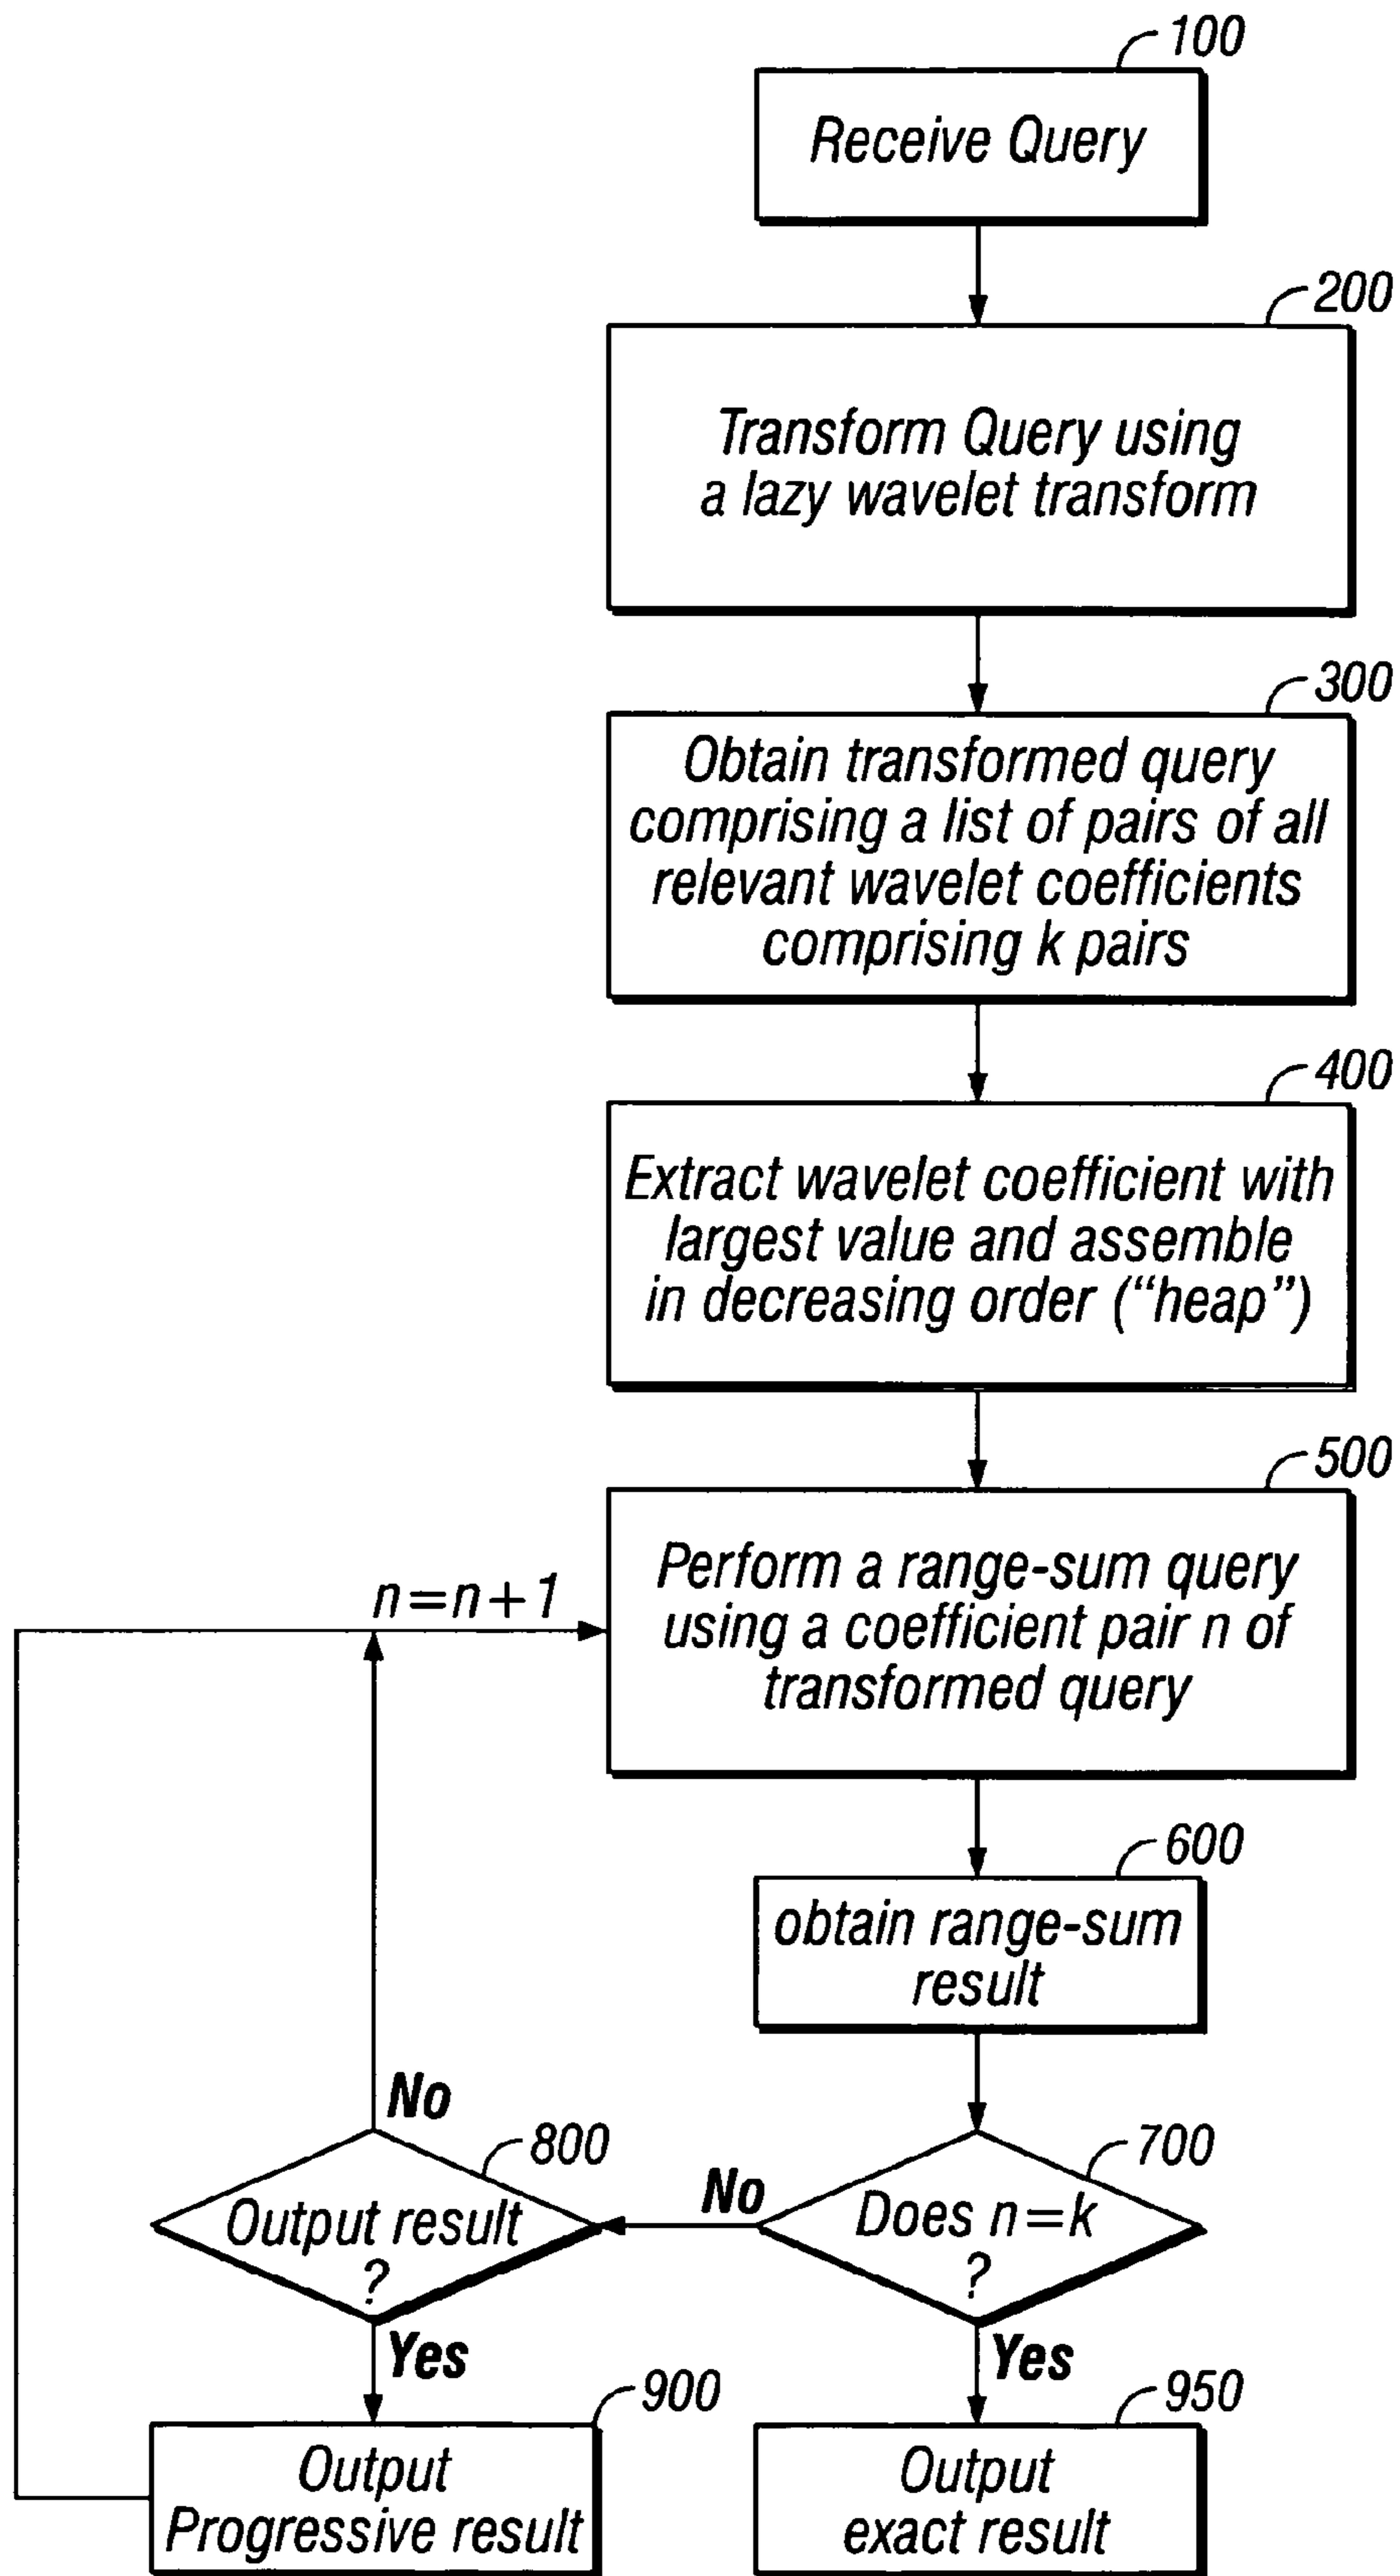 100
Receive Query
200
Transform Query using
a lazy wavelet transform
300
Obtain transformed query
comprising a list of pairs of all
relevant wavelet coefficients
comprising k pairs
400
Extract wavelet coefficient with
largest value and assemble
in decreasing order (“heap”)
500
Perform a range-sum query
using a coefficient pair n of
transformed query
n=n+1
600
obtain range-sum
result
700
Does n=k
?
No
Yes
800
Output result
?
No
Yes
900
Output
Progressive result
950
Output
exact result